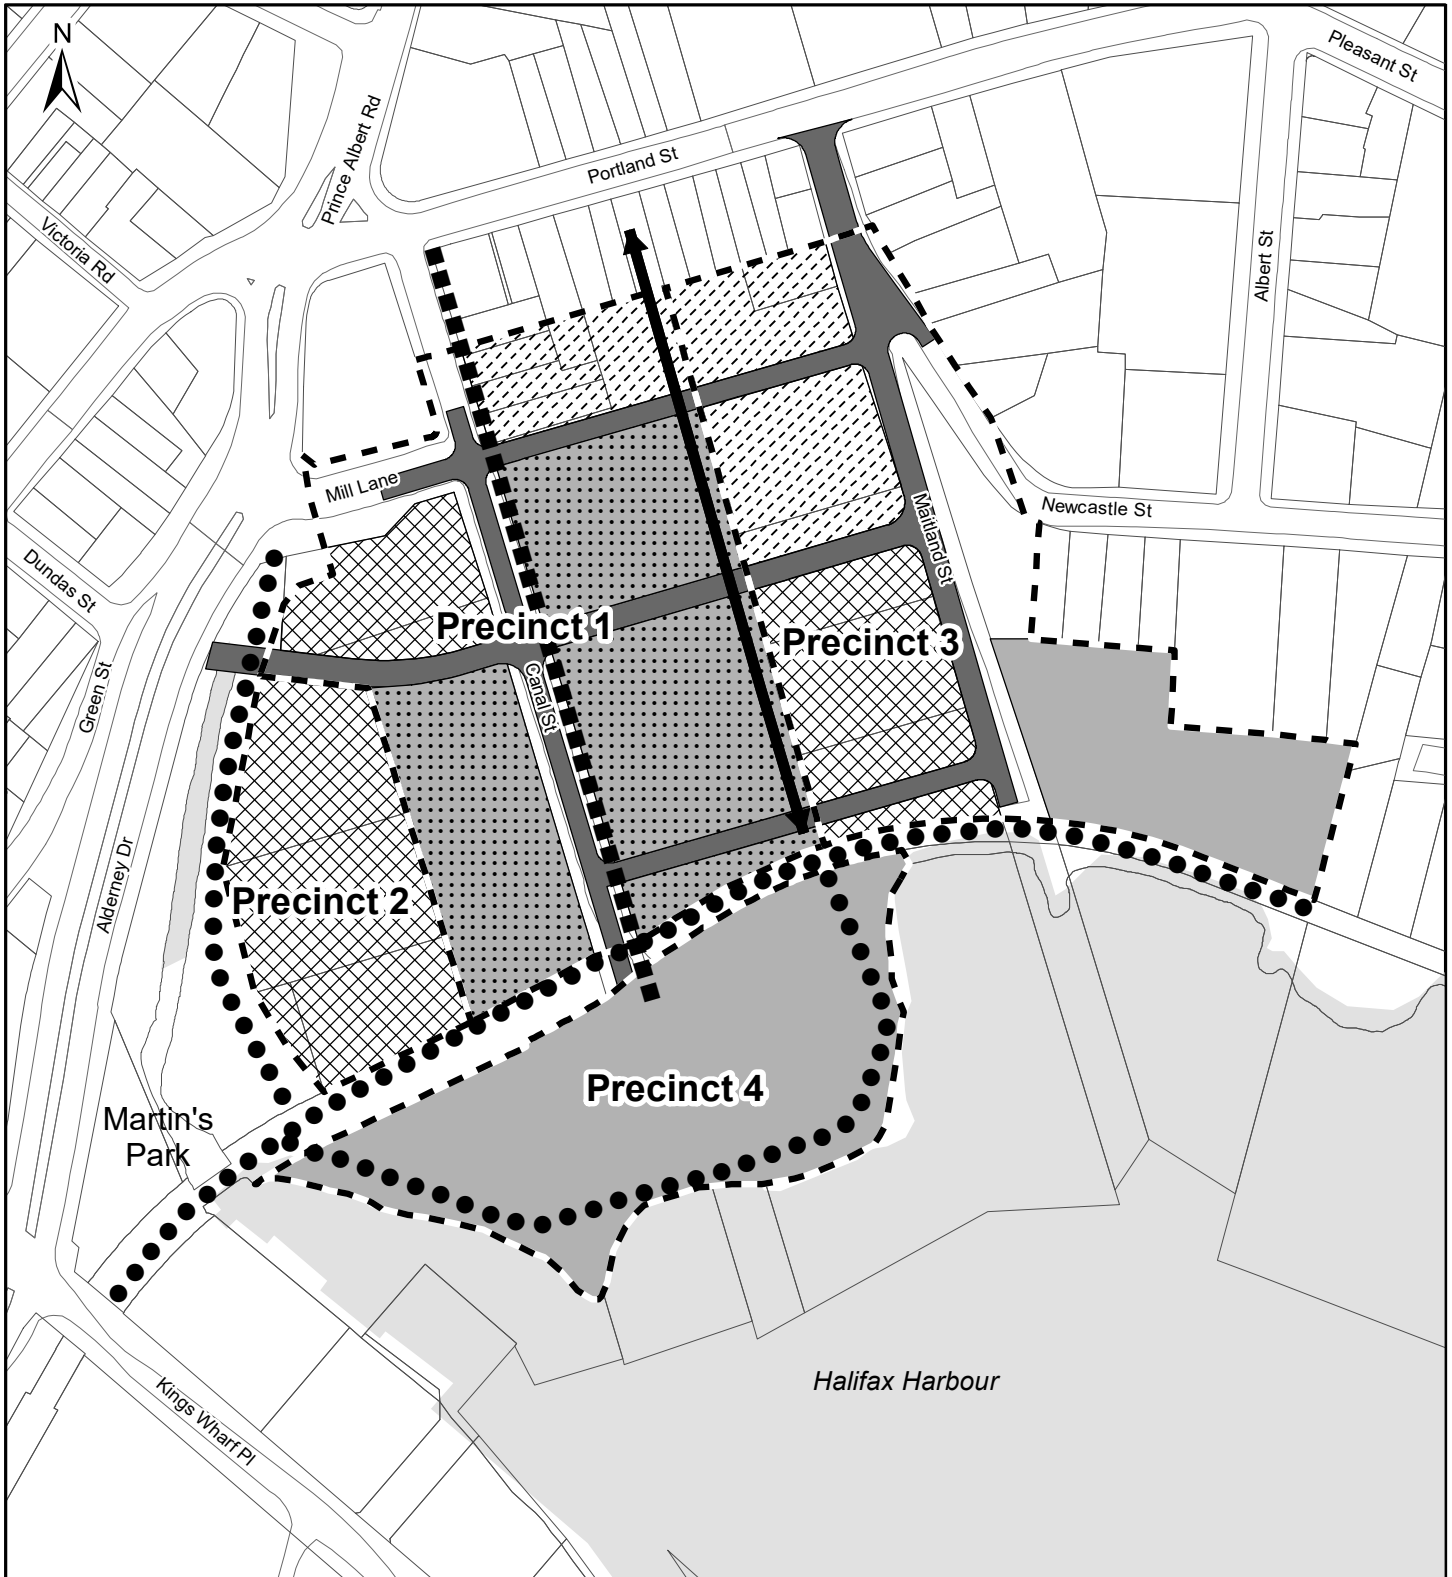 N
Pleasant St
Prince Albert Rd
Portland St
Victoria Rd
Albert St
Mill Lane
Newcastle St
Maitland St
Dundas St
Precinct 1
Precinct 3
Green St
Canal St
Alderney Dr
Precinct 2
Precinct 4
Martin's
Park
Halifax Harbour
Kings Wharf Pl